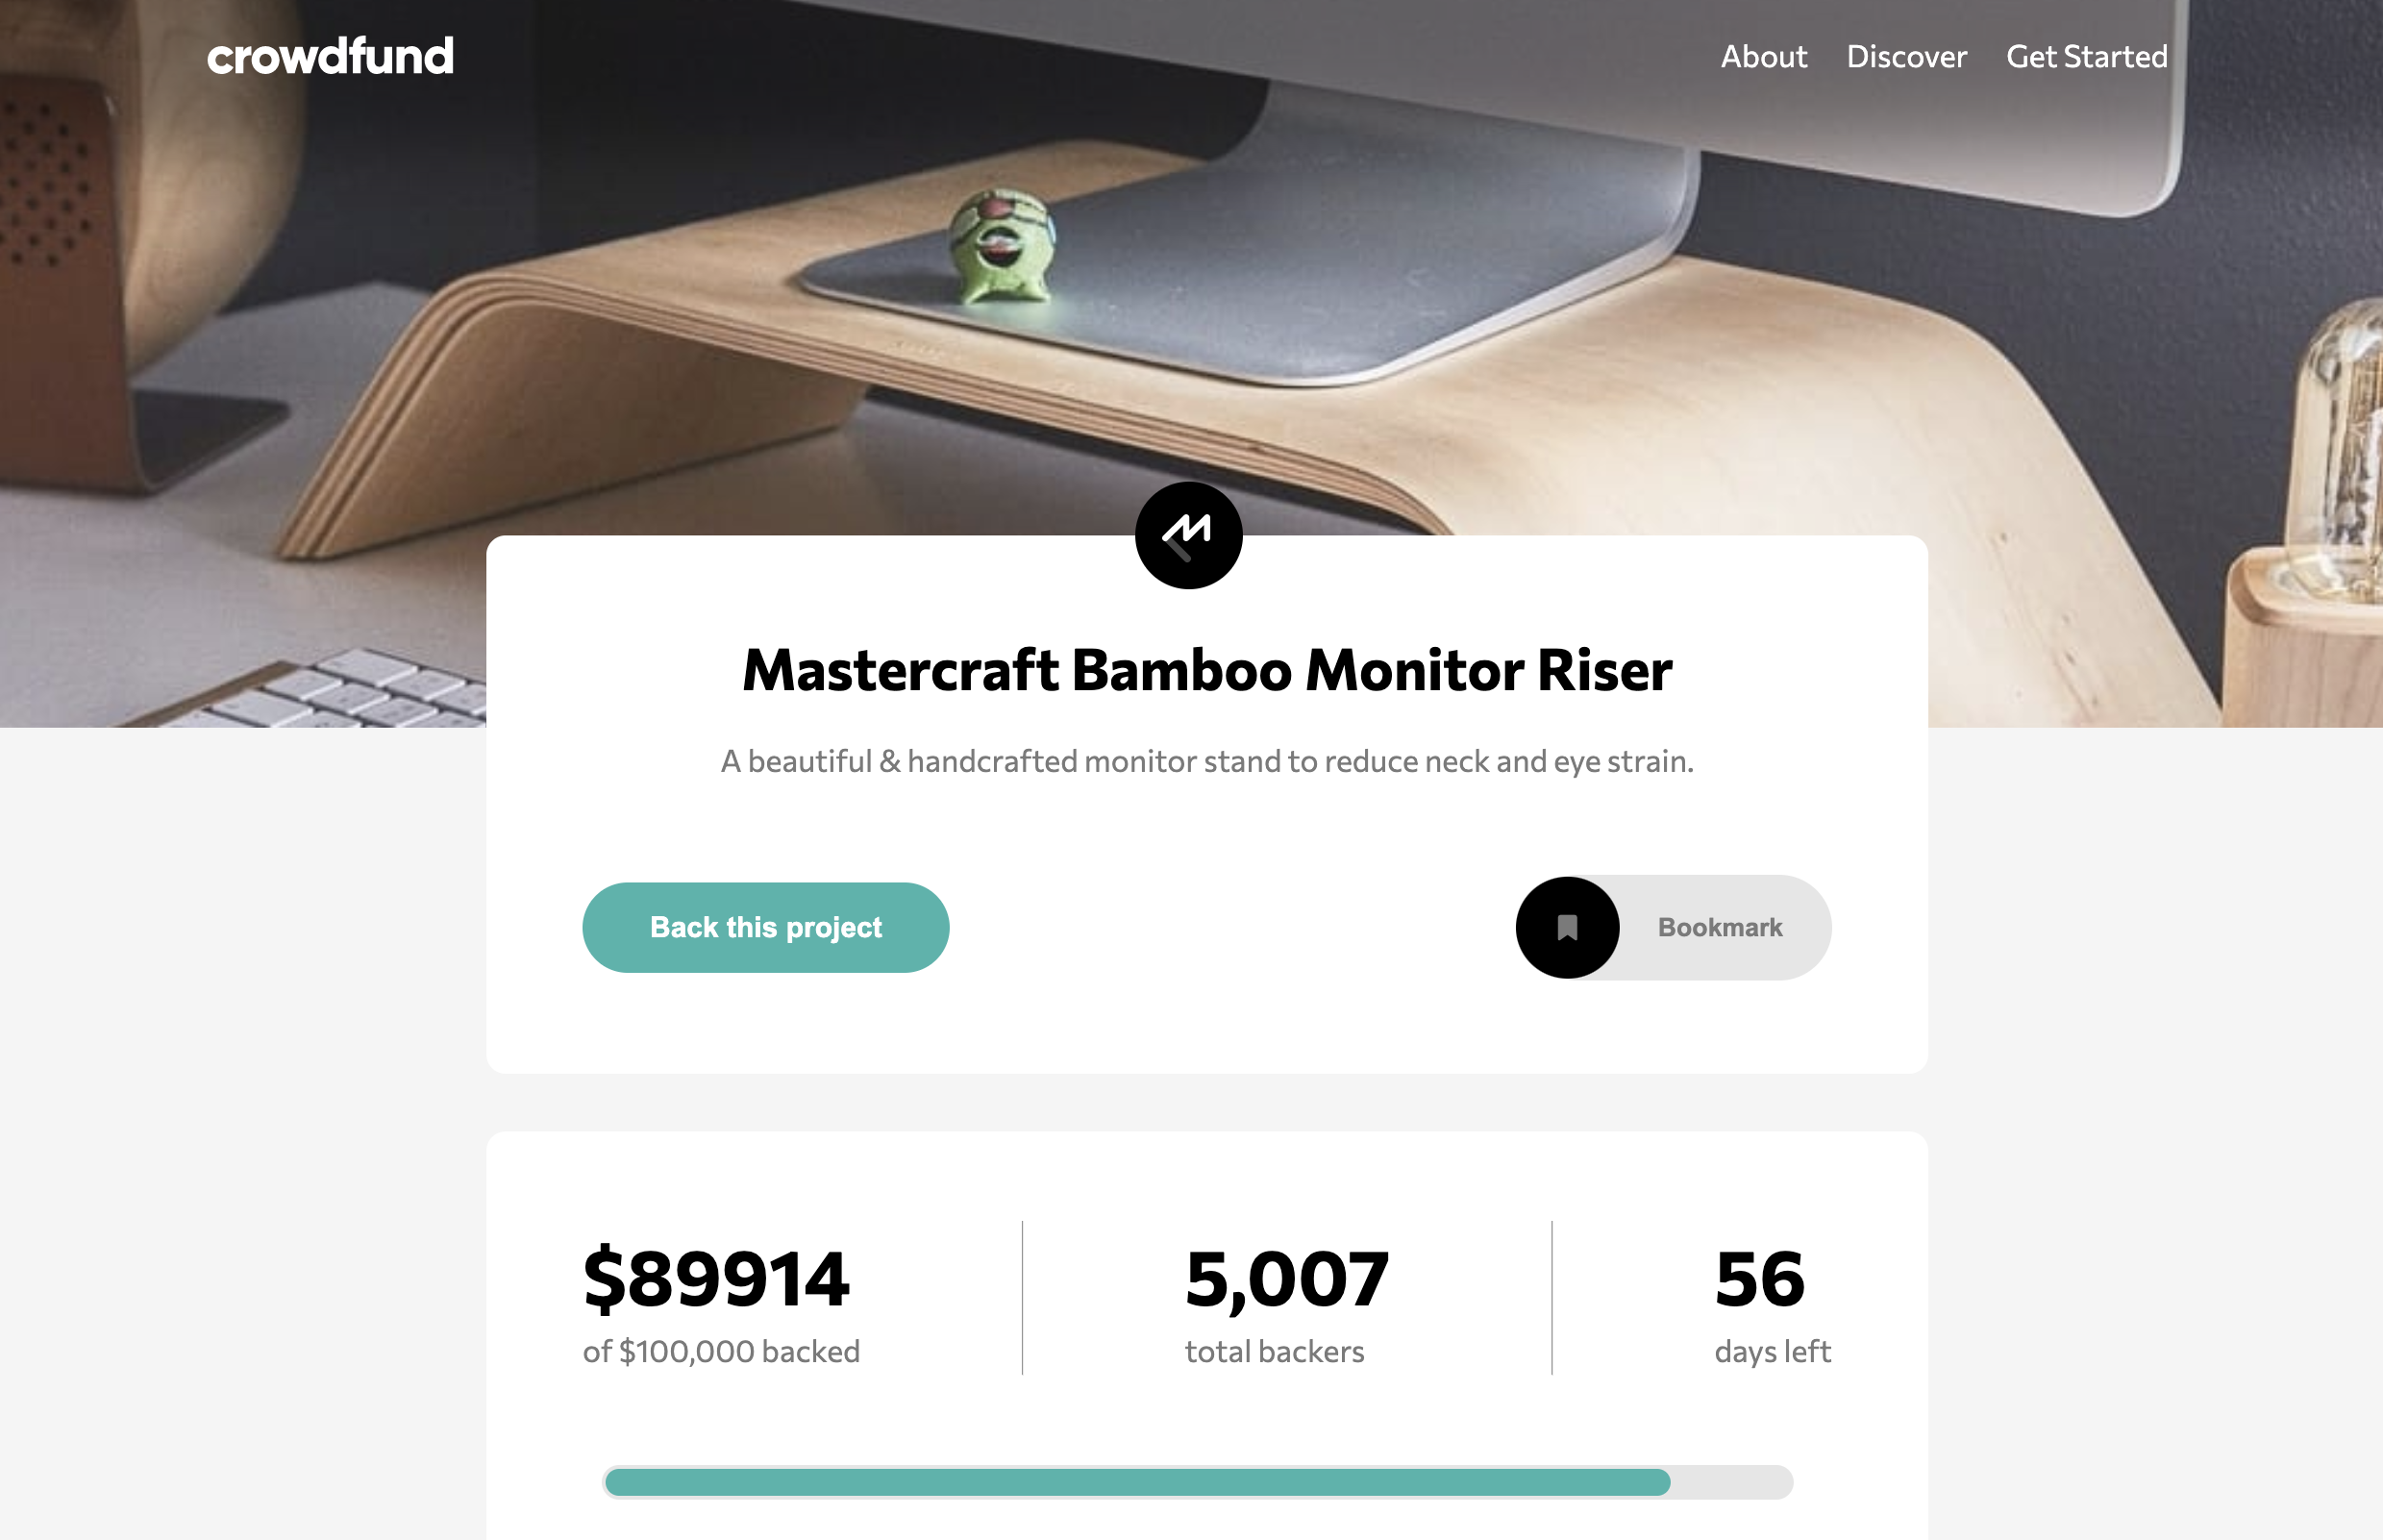 crowdfund
About Discover Get Started
Mastercraft Bamboo Monitor Riser
A beautiful & handcrafted monitor stand to reduce neck and eye strain.
Back this project
Bookmark
$89914
of $100,000 backed
5,007
total backers
56
days left